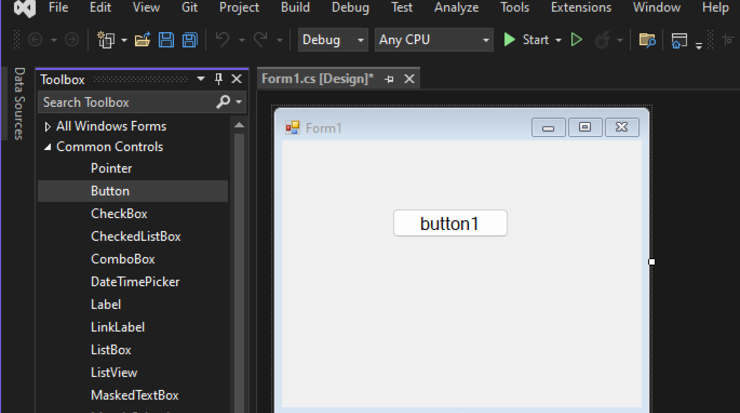 File Edit View Git Project Build Debug Test Analyze Tools Extensions Window Help
Debug Any CPU Start
Data Sources
Toolbox
Form1.cs [Design]*
Search Toolbox
All Windows Forms
Form1
Common Controls
Pointer
Button
button1
CheckBox
CheckedListBox
ComboBox
DateTimePicker
Label
LinkLabel
ListBox
ListView
MaskedTextBox